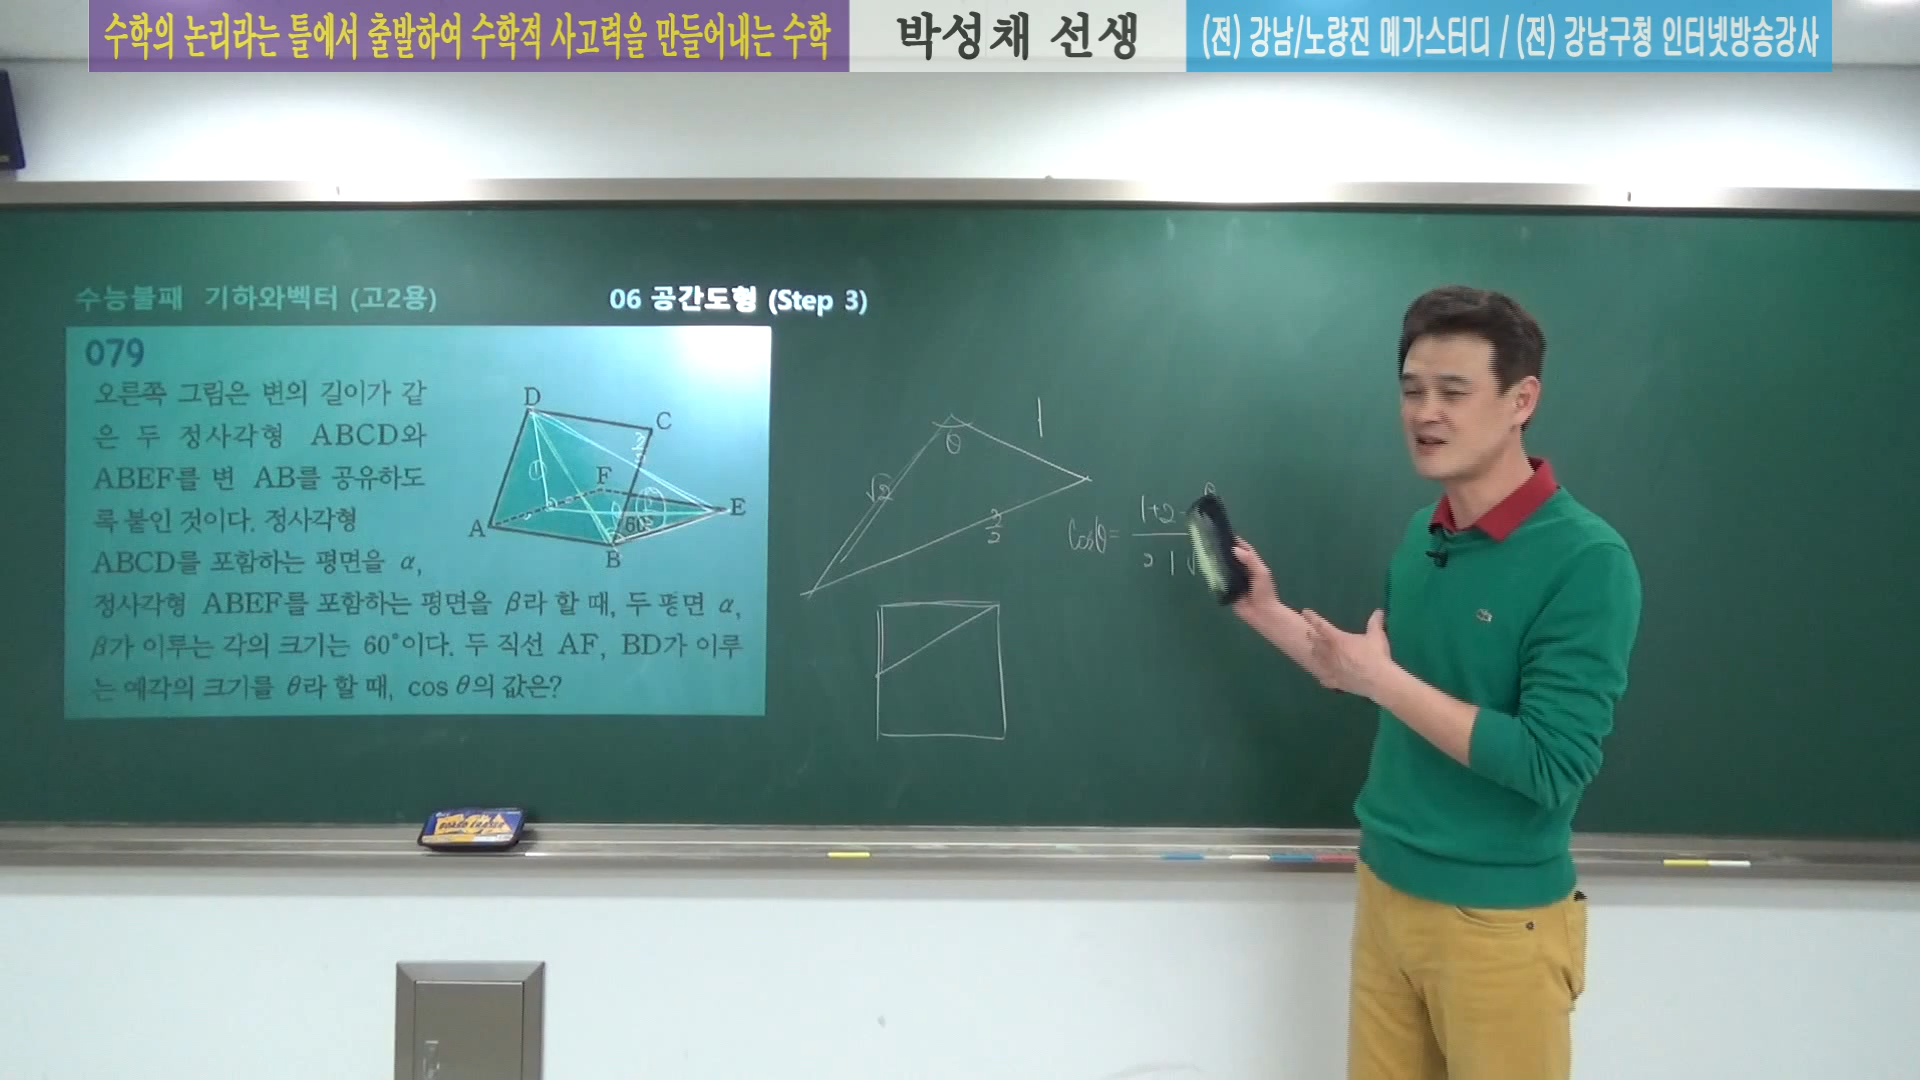 수학의 논리라는 틀에서 출발하여 수학적 사고력을 만들어내는 수학
박성채 선생
(전) 강남/노량진 메가스터디 / (전) 강남구청 인터넷방송강사
수능불패 기하와벡터 (고2용)
06 공간도형 (Step 3)
079
오른쪽 그림은 변의 길이가 같
은 두 정사각형 ABCD와
ABEF를 변 AB를 공유하도
록 붙인 것이다. 정사각형
ABCD를 포함하는 평면을 α,
정사각형 ABEF를 포함하는 평면을 β라 할 때, 두 평면 α,
β가 이루는 각의 크기는 60°이다. 두 직선 AF, BD가 이루
는 예각의 크기를 θ라 할 때, cos θ의 값은?
D
C
F
E
A
60°
B
θ
1
√2
Cosθ=
1+2
2 1 √
BOARD ERASER